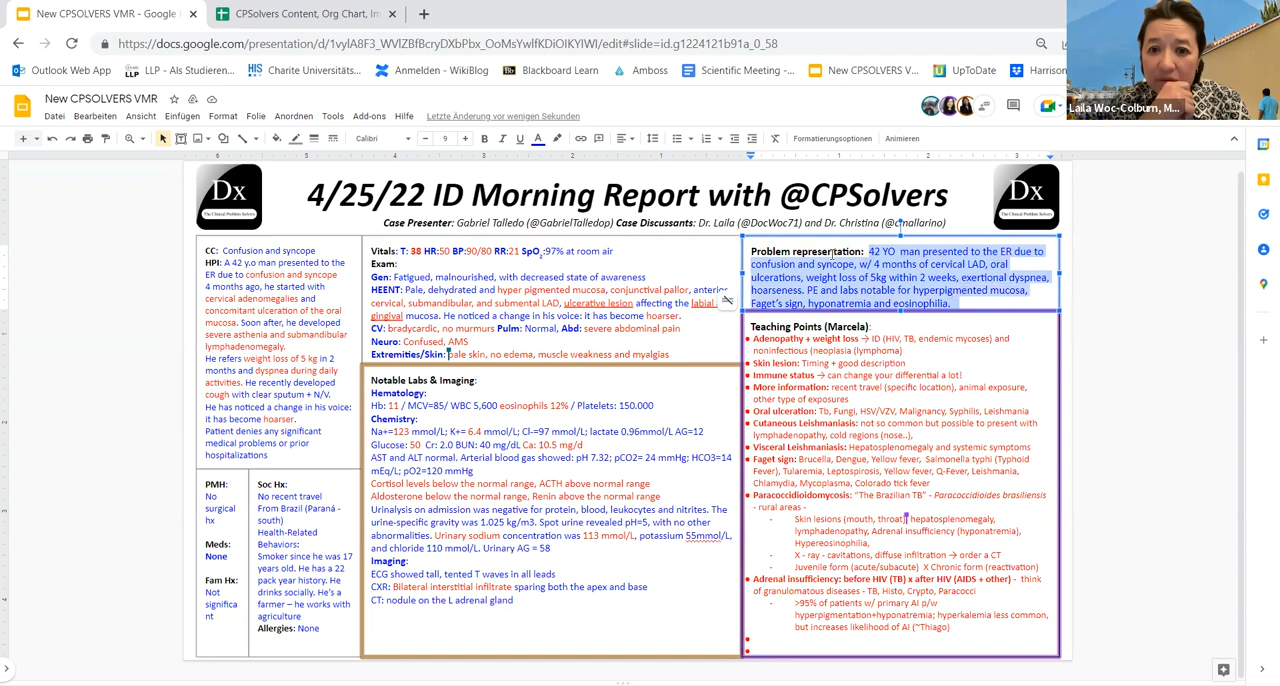 New CPSOLVERS VMR - Google
CPSolvers Content, Org Chart, Im
https://docs.google.com/presentation/d/1vylA8F3_WVlZBfBcryDXbPbx_OoMsYwlfKDiOIKYIWI/edit#slide=id.g1224121b91a_0_58
Outlook Web App
LLP - Als Studieren...
Charite Universitäts...
Anmelden - WikiBlog
Blackboard Learn
Amboss
Scientific Meeting -...
New CPSOLVERS V...
UpToDate
Harrison
New CPSOLVERS VMR
Datei Bearbeiten Ansicht Einfügen Format Folie Anordnen Tools Add-ons Hilfe Letzte Änderung vor wenigen Sekunden
Laila Woc-Colburn, M...
Calibri
9
Formatierungsoptionen
Animieren
Dx
The Clinical Problem Solvers
4/25/22 ID Morning Report with @CPSolvers
Case Presenter: Gabriel Talledo (@GabrielTalledop) Case Discussants: Dr. Laila (@DocWoc71) and Dr. Christina (@cnallarino)
Dx
The Clinical Problem Solvers
CC: Confusion and syncope
HPI: A 42 y.o man presented to the
ER due to confusion and syncope
4 months ago, he started with
cervical adenomegalies and
concomitant ulceration of the oral
mucosa. Soon after, he developed
severe asthenia and submandibular
lymphadenomegaly.
He refers weight loss of 5 kg in 2
months and dyspnea during daily
activities. He recently developed
cough with clear sputum + N/V.
He has noticed a change in his voice:
it has become hoarser.
Patient denies any significant
medical problems or prior
hospitalizations
PMH:
No
surgical
hx
Meds:
None
Fam Hx:
Not
significa
nt
Soc Hx:
No recent travel
From Brazil (Paraná -
south)
Health-Related
Behaviors:
Smoker since he was 17
years old. He has a 22
pack year history. He
drinks socially. He's a
farmer – he works with
agriculture
Allergies: None
Vitals: T: 38 HR:50 BP:90/80 RR:21 SpO2:97% at room air
Exam:
Gen: Fatigued, malnourished, with decreased state of awareness
HEENT: Pale, dehydrated and hyper pigmented mucosa, conjunctival pallor, anterior
cervical, submandibular, and submental LAD, ulcerative lesion affecting the labial
gingival mucosa. He noticed a change in his voice: it has become hoarser.
CV: bradycardic, no murmurs Pulm: Normal, Abd: severe abdominal pain
Neuro: Confused, AMS
Extremities/Skin: pale skin, no edema, muscle weakness and myalgias
Notable Labs & Imaging:
Hematology:
Hb: 11 / MCV=85/ WBC 5,600 eosinophils 12% / Platelets: 150.000
Chemistry:
Na+=123 mmol/L; K+= 6.4 mmol/L; Cl-=97 mmol/L; lactate 0.96mmol/L AG=12
Glucose: 50 Cr: 2.0 BUN: 40 mg/dL Ca: 10.5 mg/d
AST and ALT normal. Arterial blood gas showed: pH 7.32; pCO2= 24 mmHg; HCO3=14
mEq/L; pO2=120 mmHg
Cortisol levels below the normal range, ACTH above normal range
Aldosterone below the normal range, Renin above the normal range
Urinalysis on admission was negative for protein, blood, leukocytes and nitrites. The
urine-specific gravity was 1.025 kg/m3. Spot urine revealed pH=5, with no other
abnormalities. Urinary sodium concentration was 113 mmol/L, potassium 55mmol/L,
and chloride 110 mmol/L. Urinary AG = 58
Imaging:
ECG showed tall, tented T waves in all leads
CXR: Bilateral interstitial infiltrate sparing both the apex and base
CT: nodule on the L adrenal gland
Problem representation: 42 YO man presented to the ER due to
confusion and syncope, w/ 4 months of cervical LAD, oral
ulcerations, weight loss of 5kg within 2 weeks, exertional dyspnea,
hoarseness. PE and labs notable for hyperpigmented mucosa,
Faget's sign, hyponatremia and eosinophilia.
Teaching Points (Marcela):
• Adenopathy + weight loss → ID (HIV, TB, endemic mycoses) and
noninfectious (neoplasia (lymphoma)
• Skin lesion: Timing + good description
• Immune status → can change your differential a lot!
• More information: recent travel (specific location), animal exposure,
other type of exposures
• Oral ulceration: Tb, Fungi, HSV/VZV, Malignancy, Syphilis, Leishmania
• Cutaneous Leishmaniasis: not so common but possible to present with
lymphadenopathy, cold regions (nose..),
• Visceral Leishmaniasis: Hepatosplenomegaly and systemic symptoms
• Faget sign: Brucella, Dengue, Yellow fever, Salmonella typhi (Typhoid
Fever), Tularemia, Leptospirosis, Yellow fever, Q-Fever, Leishmania,
Chlamydia, Mycoplasma, Colorado tick fever
• Paracoccidioidomycosis: "The Brazilian TB" - Paracoccidioides brasiliensis
- rural areas -
- Skin lesions (mouth, throat), hepatosplenomegaly,
lymphadenopathy, Adrenal insufficiency (hyponatremia),
Hypereosinophilia,
- X - ray - cavitations, diffuse infiltration → order a CT
- Juvenile form (acute/subacute) X Chronic form (reactivation)
• Adrenal insufficiency: before HIV (TB) x after HIV (AIDS + other) - think
of granulomatous diseases - TB, Histo, Crypto, Paracocci
- >95% of patients w/ primary AI p/w
hyperpigmentation+hyponatremia; hyperkalemia less common,
but increases likelihood of AI (~Thiago)